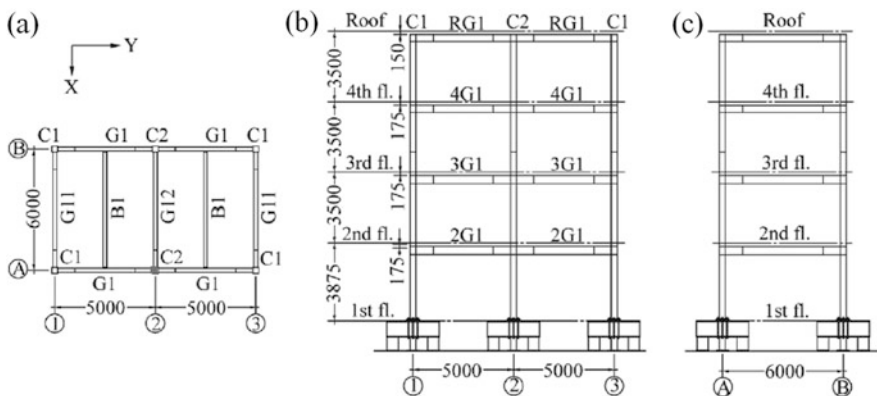 (a)
Y
X
C1 G1 C2 G1 C1
B
6000
G11 B1 G12 B1 G11
C1 C2 C1
A
G1 G1
5000 5000
1 2 3
(b)
Roof C1 RG1 C2 RG1 C1
3500 150
4th fl. 4G1 4G1
3500 175
3rd fl. 3G1 3G1
3500 175
2nd fl. 2G1 2G1
3875 175
1st fl.
5000 5000
1 2 3
(c)
Roof
4th fl.
3rd fl.
2nd fl.
1st fl.
6000
A B